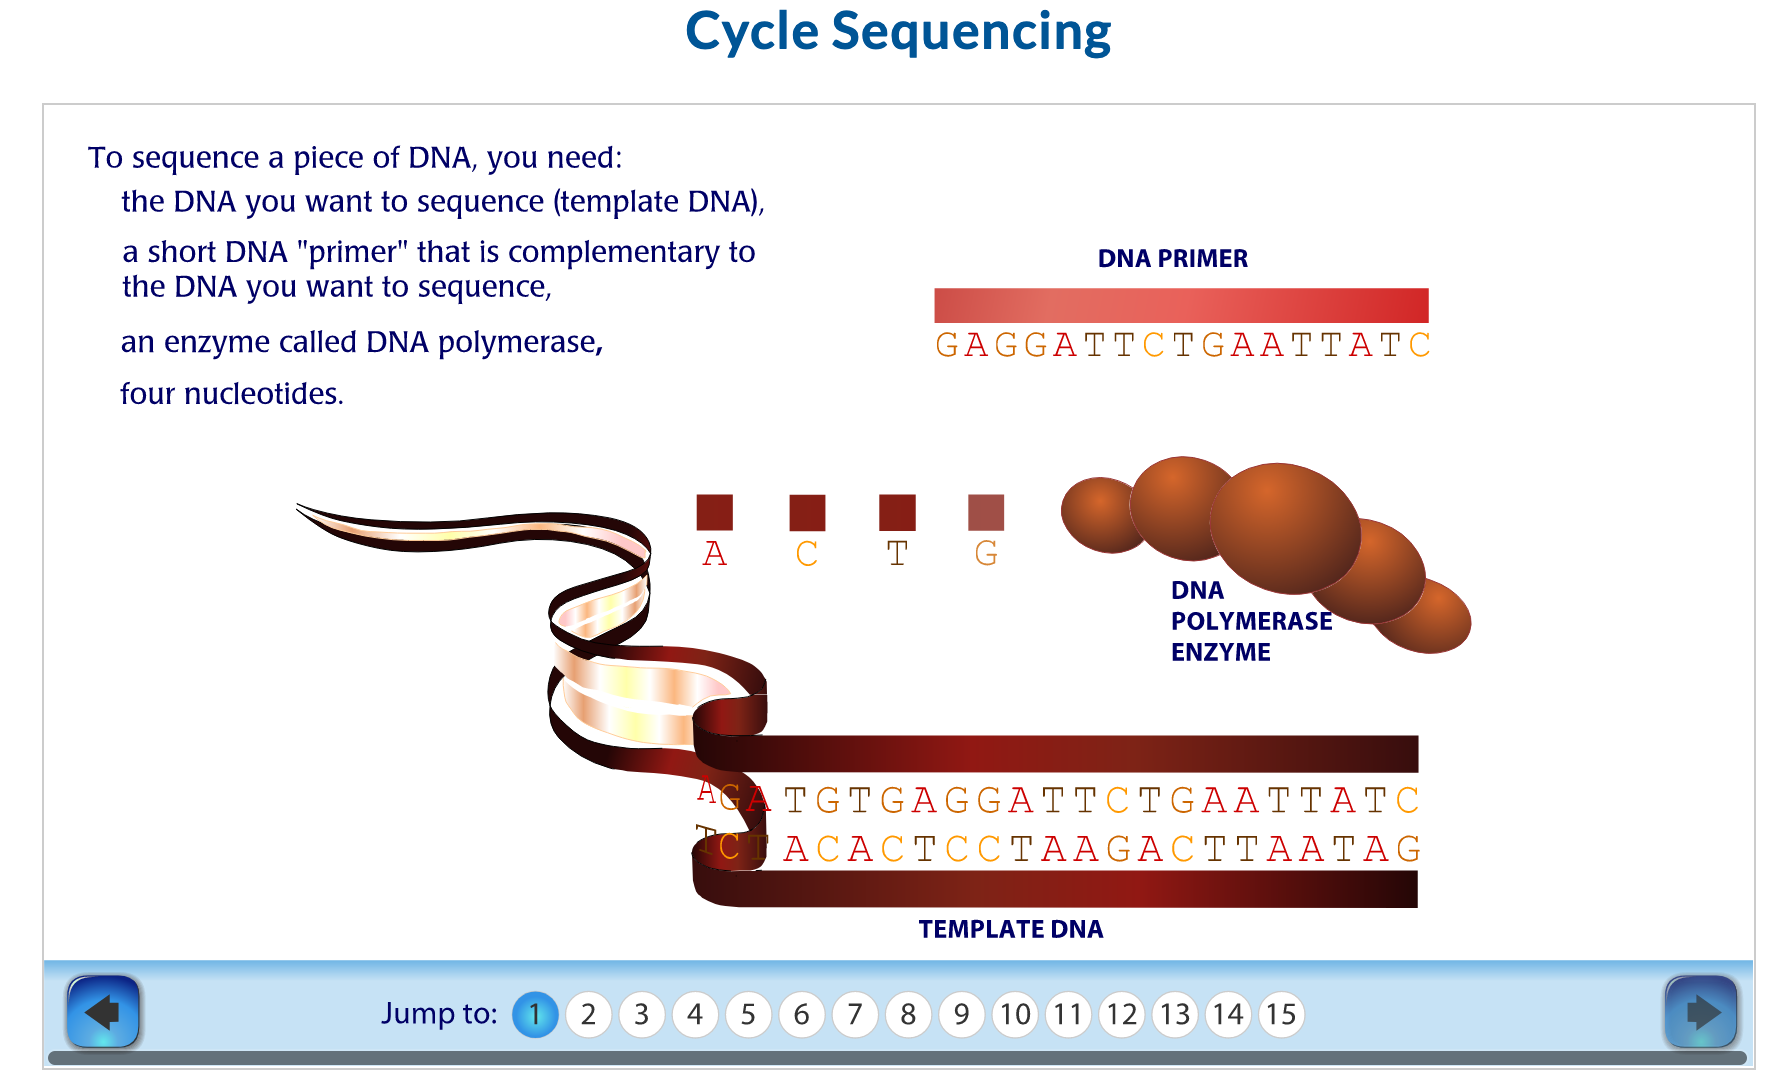 Cycle Sequencing
To sequence a piece of DNA, you need:
the DNA you want to sequence (template DNA),
a short DNA "primer" that is complementary to
the DNA you want to sequence,
an enzyme called DNA polymerase,
four nucleotides.
DNA PRIMER
GAGGATTCTGAATTATC
A C T G
DNA
POLYMERASE
ENZYME
AGATGTGAGGATTCTGAATTATC
TCTACACTCCTAAGACTTAATAG
TEMPLATE DNA
Jump to: 1 2 3 4 5 6 7 8 9 10 11 12 13 14 15